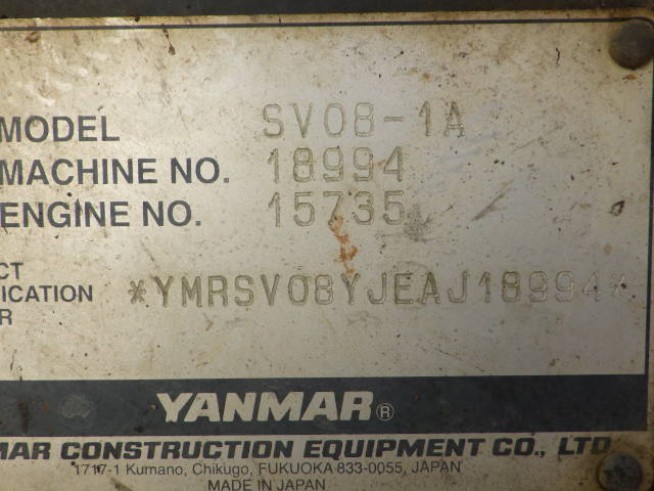 MODEL SV08-1A
MACHINE NO. 18994
ENGINE NO. 15735
CT
ICATION *YMRSV08YJEAJ18994*
R
YANMAR®
MAR CONSTRUCTION EQUIPMENT CO., LTD
1717-1 Kumano, Chikugo, FUKUOKA 833-0055, JAPAN
MADE IN JAPAN